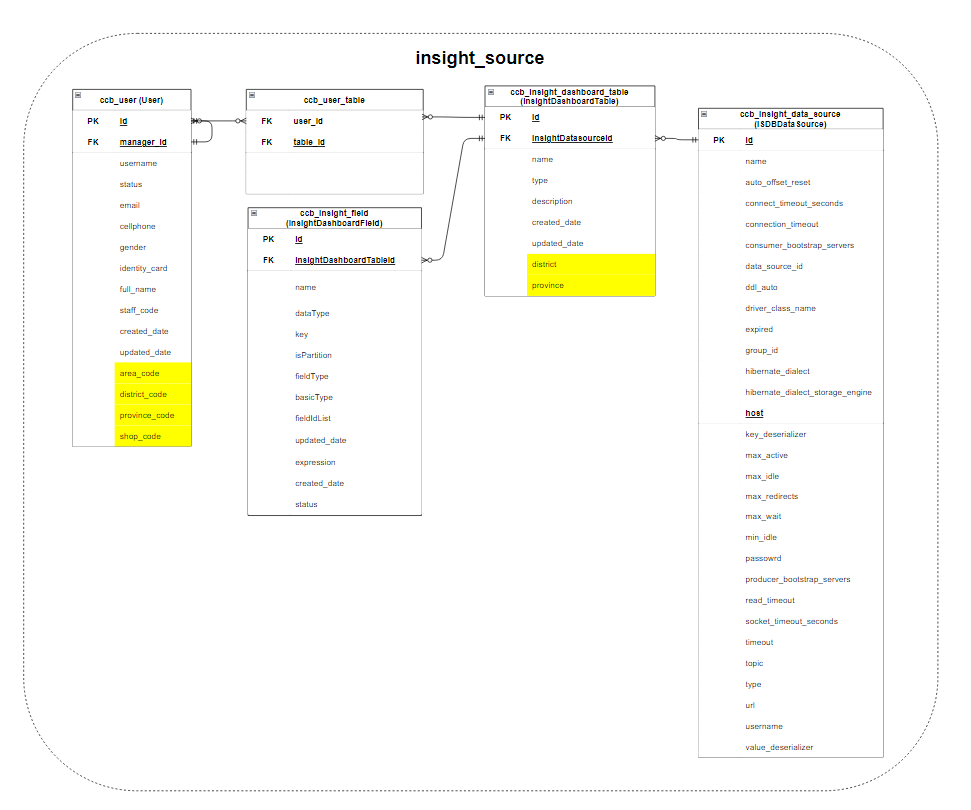 insight_source
ccb_user (User)
PK id
FK manager_id
username
status
email
cellphone
gender
identity_card
full_name
staff_code
created_date
updated_date
area_code
district_code
province_code
shop_code
ccb_user_table
FK user_id
FK table_id
ccb_insight_field
(InsightDashboardField)
PK id
FK insightDashboardTableId
name
dataType
key
isPartition
fieldType
basicType
fieldIdList
updated_date
expression
created_date
status
ccb_insight_dashboard_table
(InsightDashboardTable)
PK id
FK insightDatasourceId
name
type
description
created_date
updated_date
district
province
ccb_insight_data_source
(ISDBDataSource)
PK id
name
auto_offset_reset
connect_timeout_seconds
connection_timeout
consumer_bootstrap_servers
data_source_id
ddl_auto
driver_class_name
expired
group_id
hibernate_dialect
hibernate_dialect_storage_engine
host
key_deserializer
max_active
max_idle
max_redirects
max_wait
min_idle
passowrd
producer_bootstrap_servers
read_timeout
socket_timeout_seconds
timeout
topic
type
url
username
value_deserializer